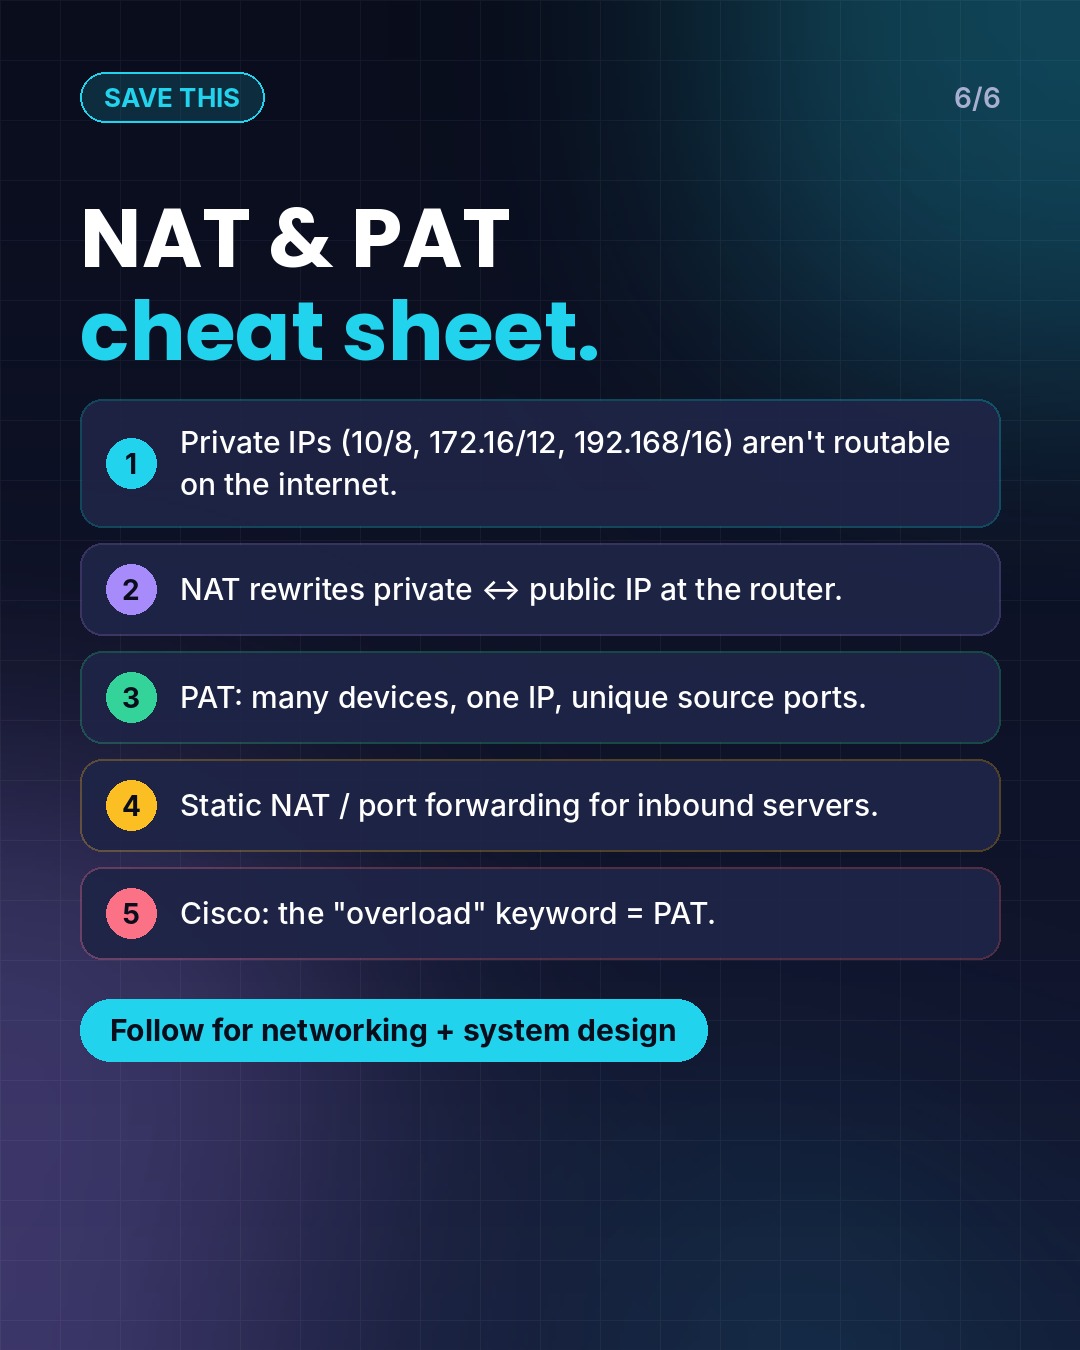 SAVE THIS
6/6
NAT & PAT
cheat sheet.
1
Private IPs (10/8, 172.16/12, 192.168/16) aren't routable
on the internet.
2
NAT rewrites private ↔ public IP at the router.
3
PAT: many devices, one IP, unique source ports.
4
Static NAT / port forwarding for inbound servers.
5
Cisco: the "overload" keyword = PAT.
Follow for networking + system design